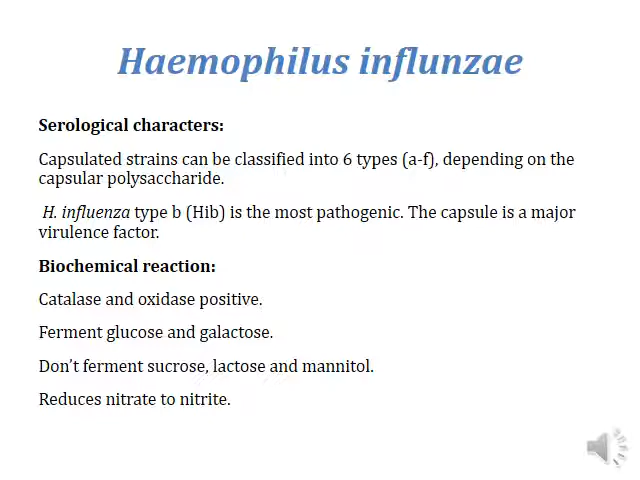 Haemophilus influnzae
Serological characters:
Capsulated strains can be classified into 6 types (a-f), depending on the
capsular polysaccharide.
H. influenza type b (Hib) is the most pathogenic. The capsule is a major
virulence factor.
Biochemical reaction:
Catalase and oxidase positive.
Ferment glucose and galactose.
Don’t ferment sucrose, lactose and mannitol.
Reduces nitrate to nitrite.